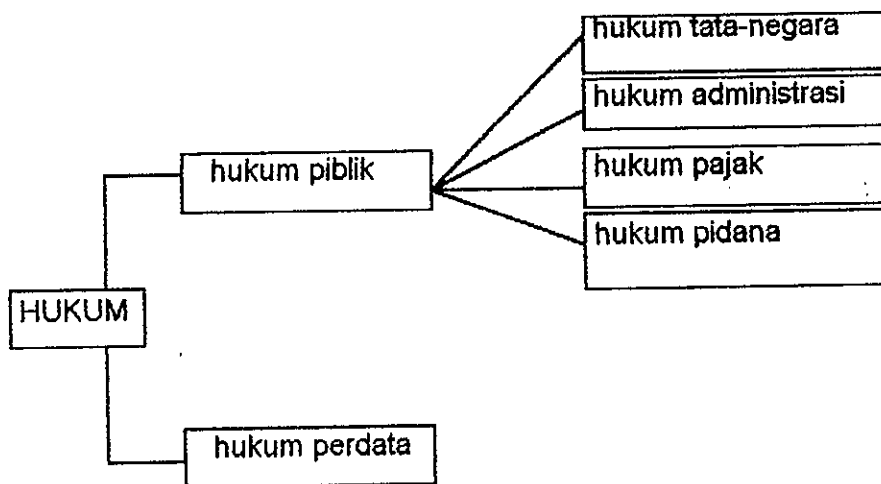 hukum tata-negara
hukum administrasi
hukum piblik
hukum pajak
hukum pidana
HUKUM
hukum perdata